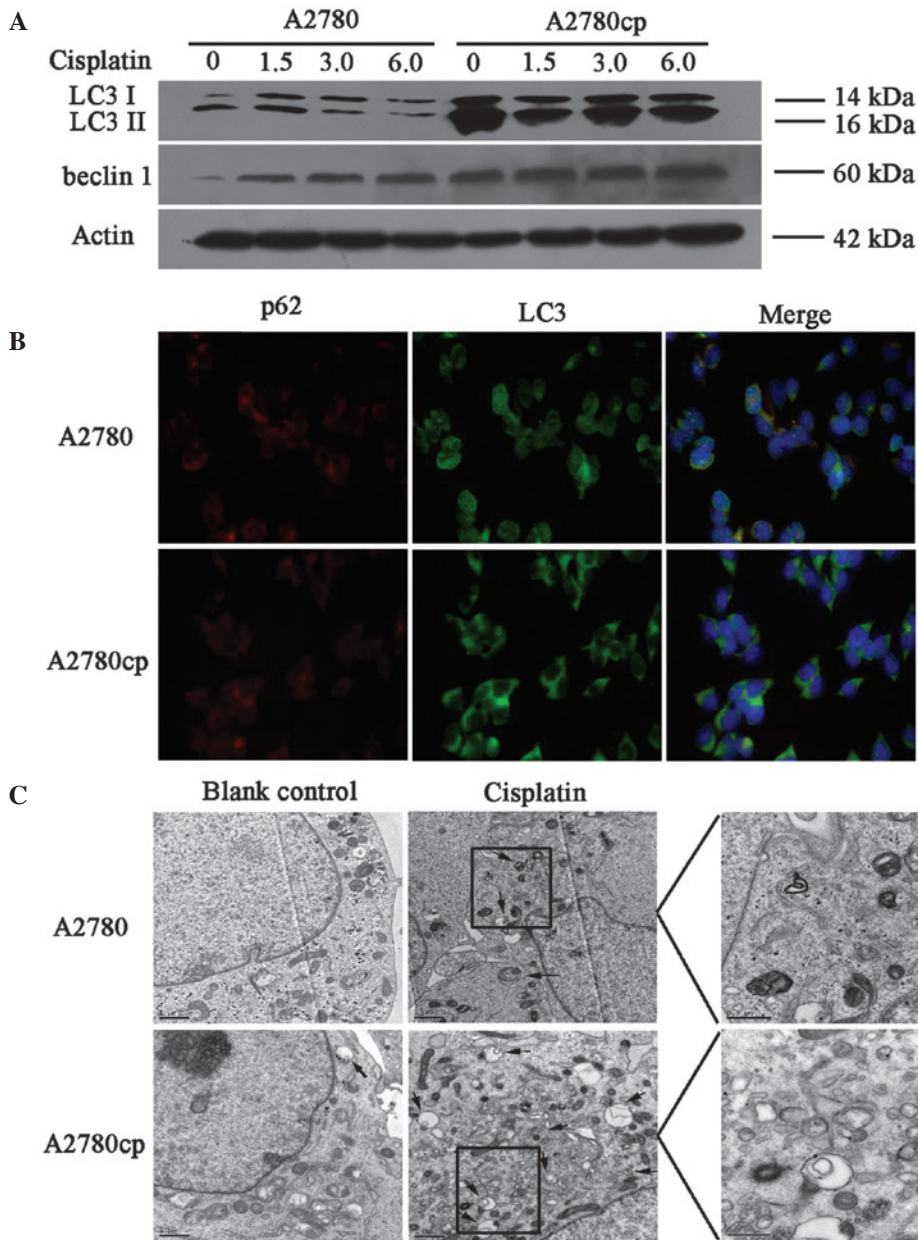 A
A2780 A2780cp
Cisplatin 0 1.5 3.0 6.0 0 1.5 3.0 6.0
LC3 I 14 kDa
LC3 II 16 kDa
beclin 1 60 kDa
Actin 42 kDa
B
p62 LC3 Merge
A2780
A2780cp
C
Blank control Cisplatin
A2780
A2780cp